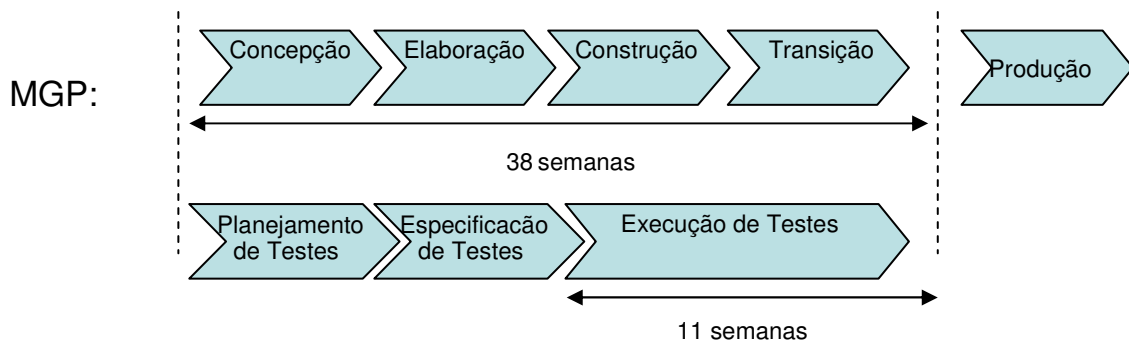 Concepção
Elaboração
Construção
Transição
Produção
MGP:
38 semanas
Planejamento
de Testes
Especificacão
de Testes
Execução de Testes
11 semanas